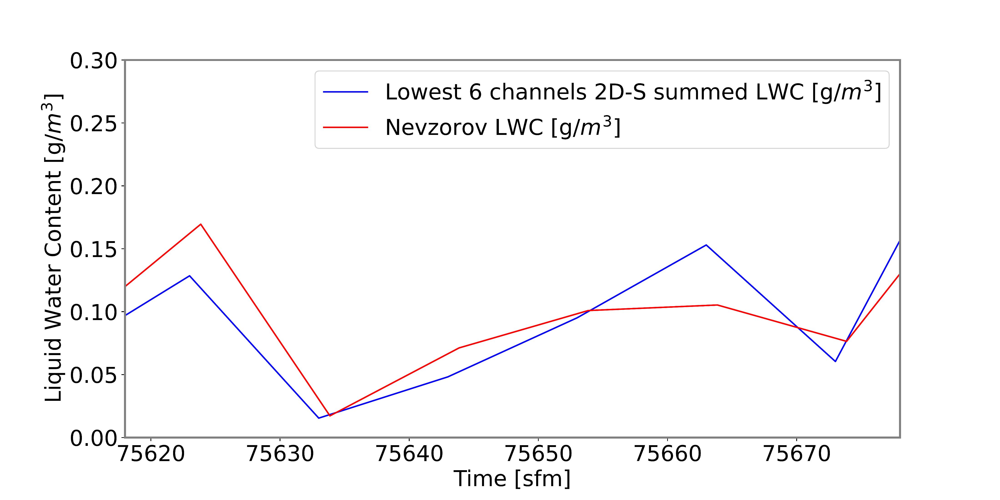 0.30
0.25
0.20
0.15
0.10
0.05
0.00
Liquid Water Content [g/m³]
Lowest 6 channels 2D-S summed LWC [g/m³]
Nevzorov LWC [g/m³]
75620 75630 75640 75650 75660 75670
Time [sfm]